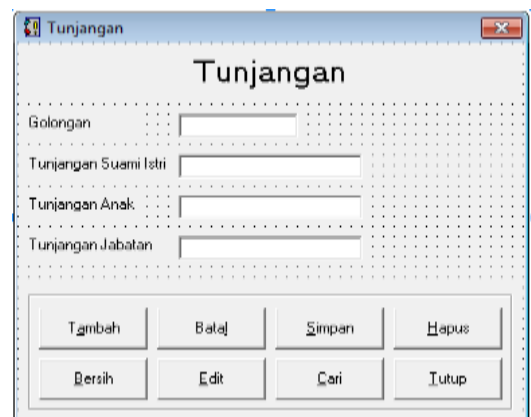 Tunjangan
Tunjangan
Golongan
Tunjangan Suami Istri
Tunjangan Anak
Tunjangan Jabatan
Tambah Batal Simpan Hapus
Bersih Edit Cari Tutup